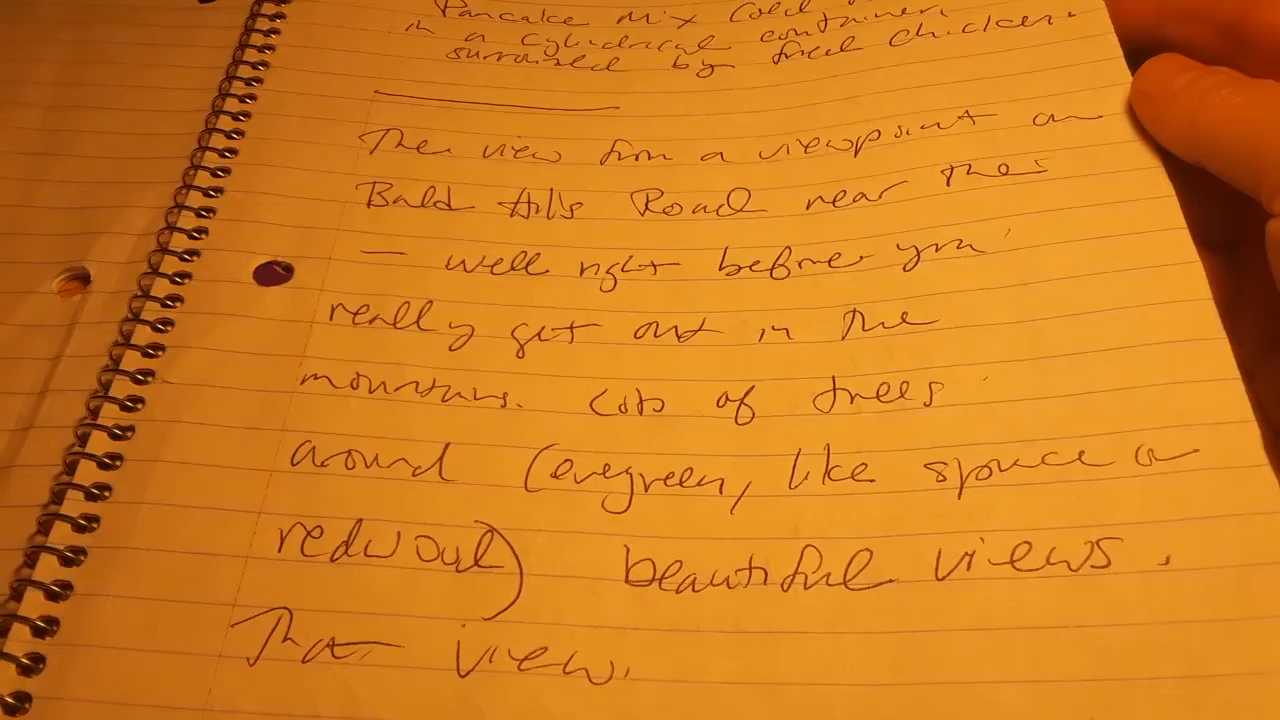 Pancake mix
in a cylindrical container
surrounded by fried chicken.
The view from a viewpoint on
Bald Hills Road near the
— well right before you
really get out in the
mountains. Lots of trees
around (evergreen, like spruce or
redwood) beautiful views.
That view.